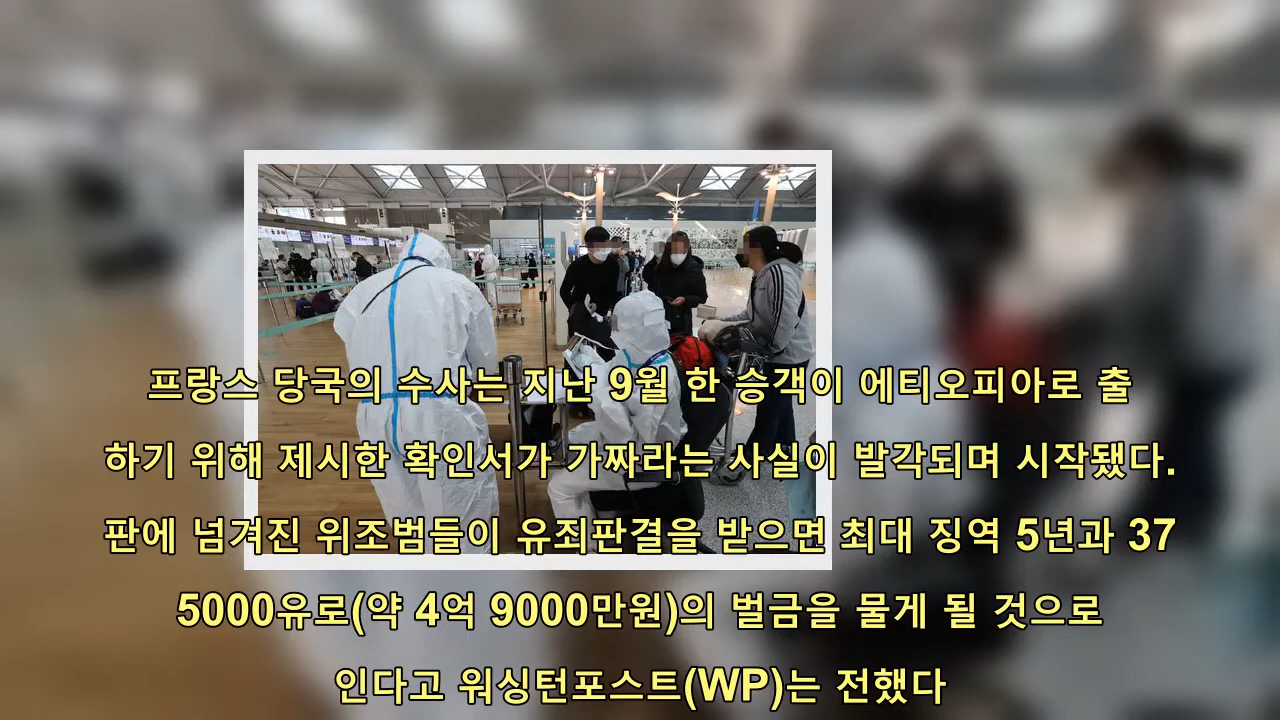 프랑스 당국의 수사는 지난 9월 한 승객이 에티오피아로 출
하기 위해 제시한 확인서가 가짜라는 사실이 발각되며 시작됐다.
판에 넘겨진 위조범들이 유죄판결을 받으면 최대 징역 5년과 37
5000유로(약 4억 9000만원)의 벌금을 물게 될 것으로
인다고 워싱턴포스트(WP)는 전했다